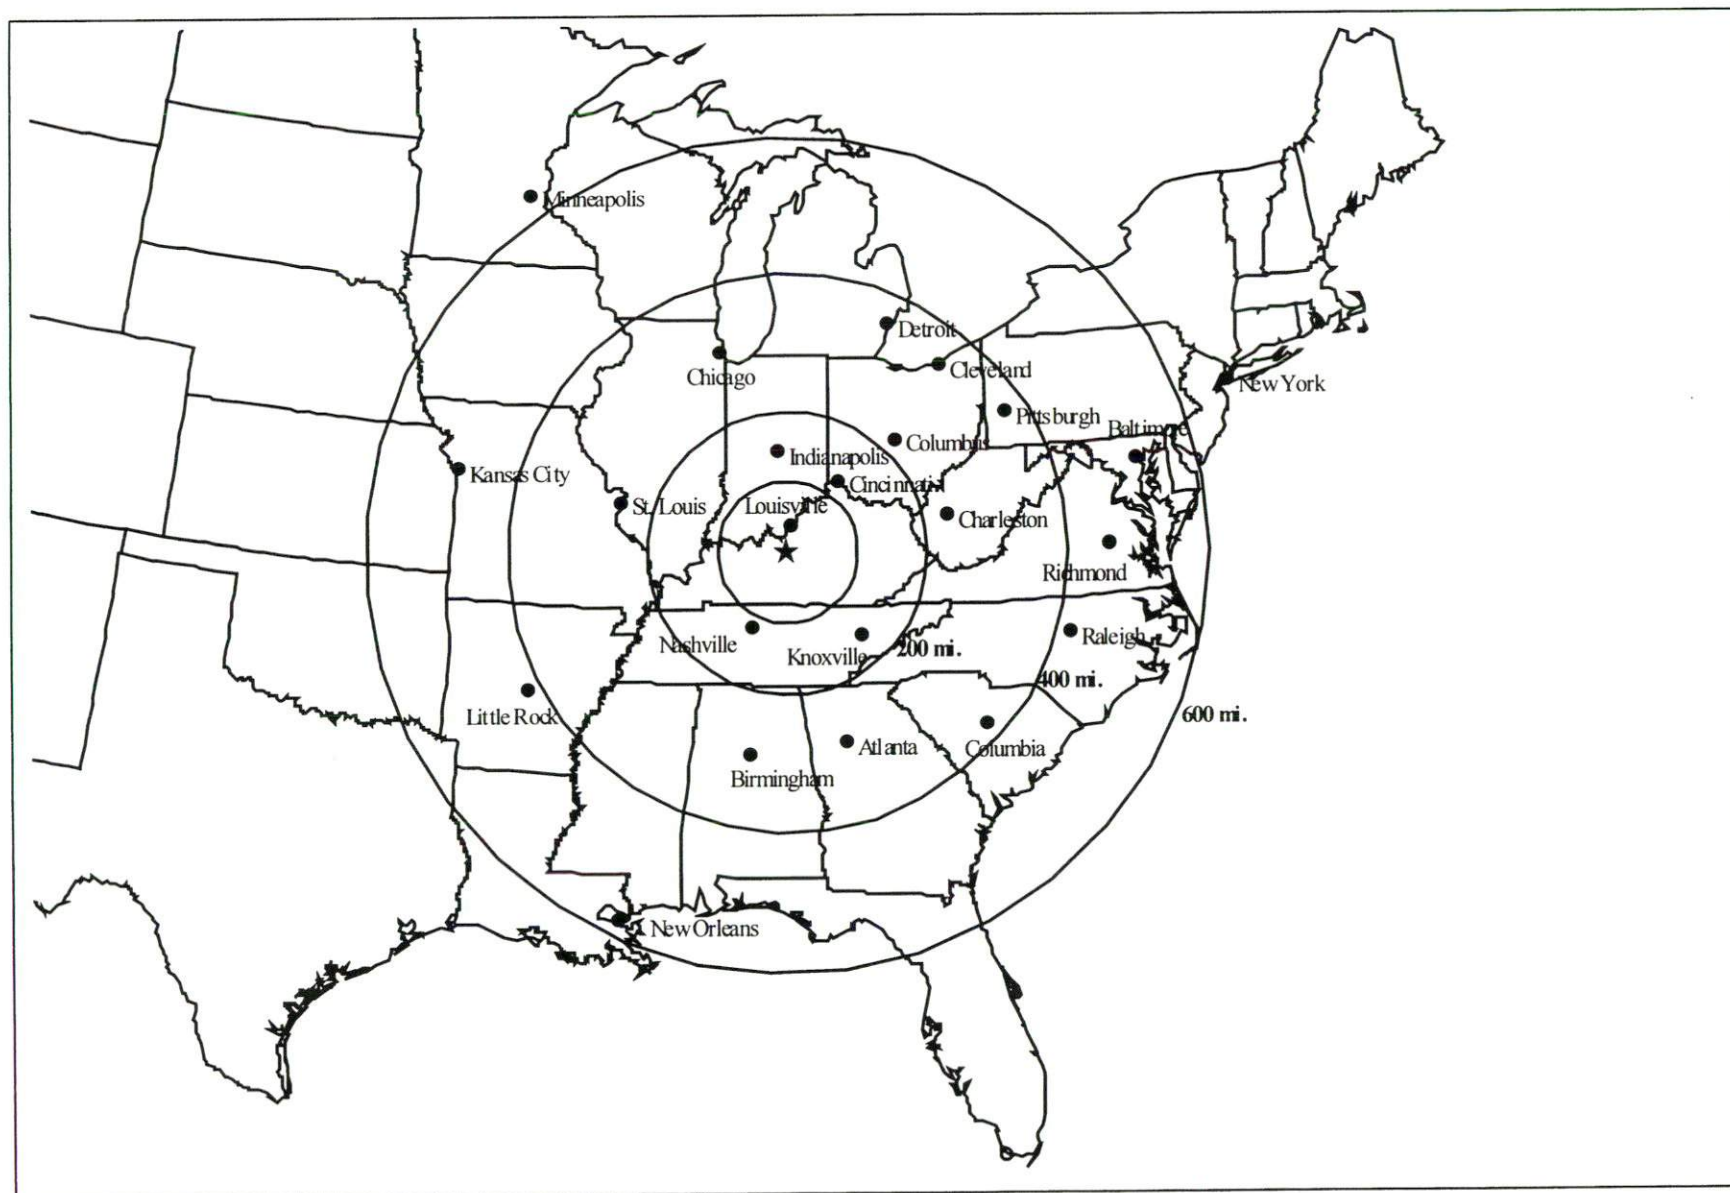 Minneapolis
Detroit
Chicago
Cleveland
New York
Pittsburgh
Baltimore
Columbus
Indianapolis
Kansas City
Cincinnati
St. Louis
Louisville
Charleston
Richmond
Nashville
Knoxville
200 mi.
Raleigh
400 mi.
Little Rock
600 mi.
Atlanta
Columbia
Birmingham
New Orleans